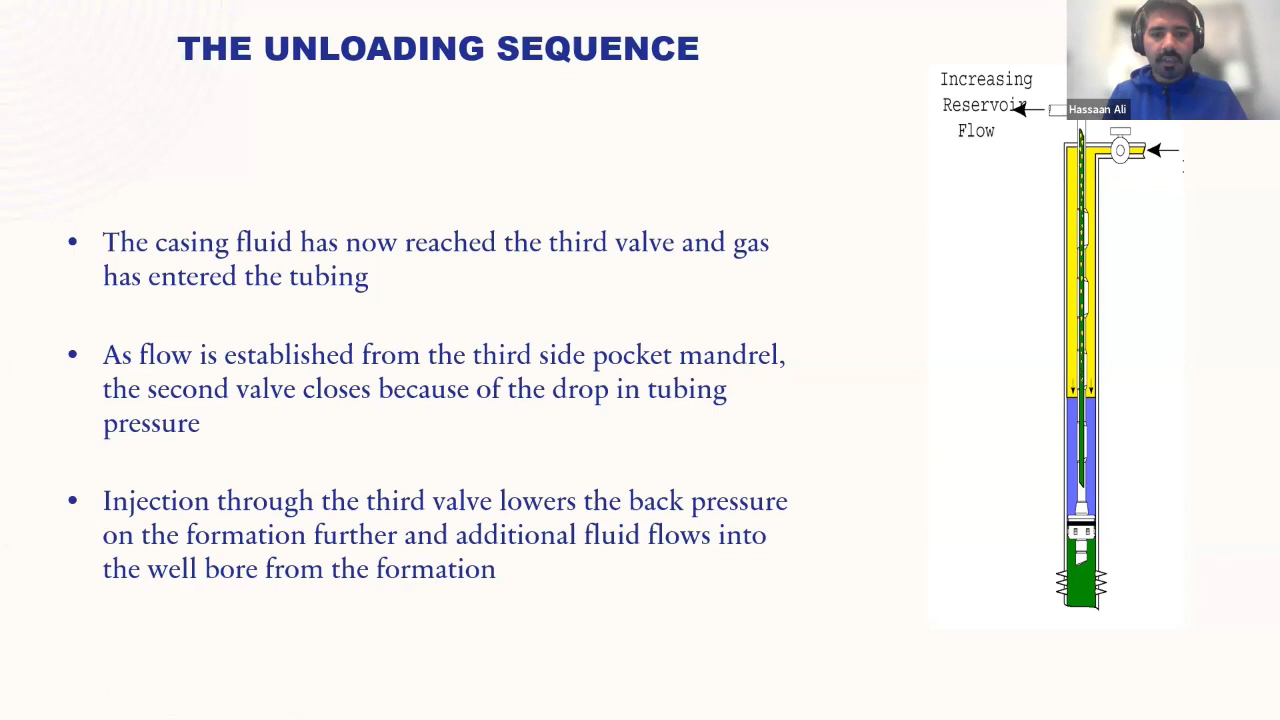 THE UNLOADING SEQUENCE
Increasing
Reservoir
Flow
Hassaan Ali
• The casing fluid has now reached the third valve and gas
has entered the tubing
• As flow is established from the third side pocket mandrel,
the second valve closes because of the drop in tubing
pressure
• Injection through the third valve lowers the back pressure
on the formation further and additional fluid flows into
the well bore from the formation